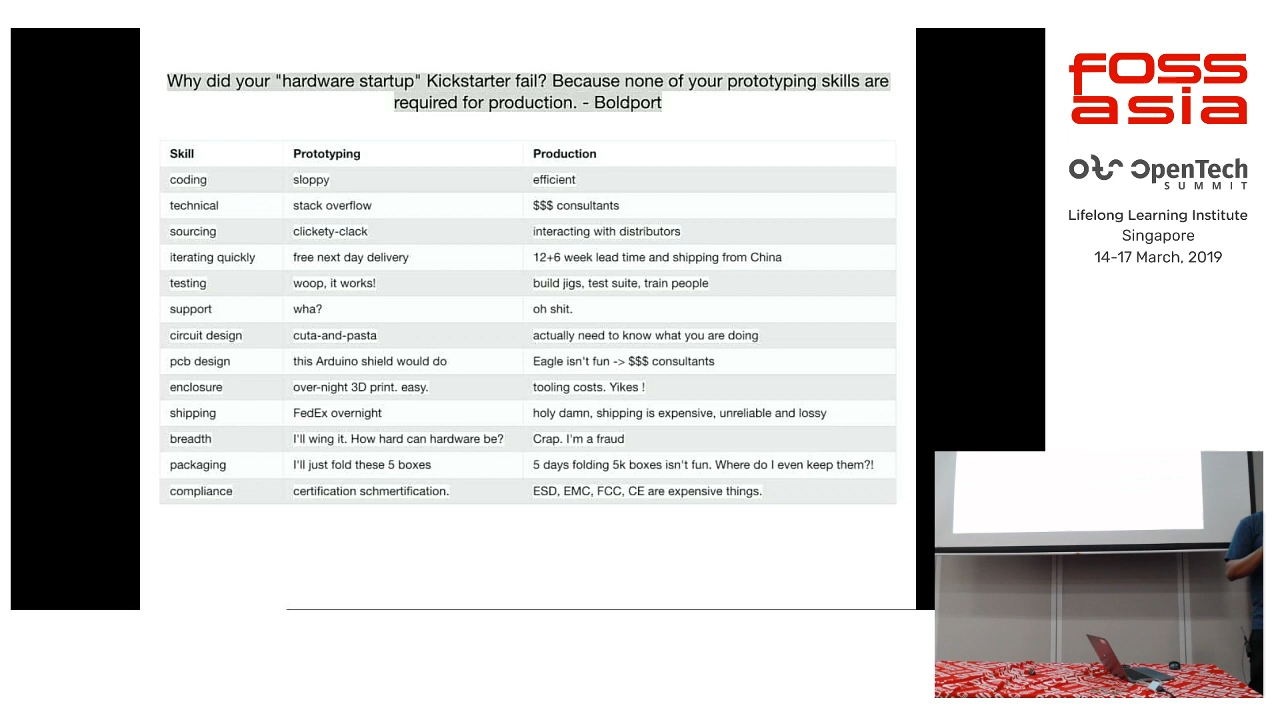 Why did your "hardware startup" Kickstarter fail? Because none of your prototyping skills are
required for production. - Boldport
Skill Prototyping Production
coding sloppy efficient
technical stack overflow $$$ consultants
sourcing clickety-clack interacting with distributors
iterating quickly free next day delivery 12+6 week lead time and shipping from China
testing woop, it works! build jigs, test suite, train people
support wha? oh shit.
circuit design cuta-and-pasta actually need to know what you are doing
pcb design this Arduino shield would do Eagle isn't fun -> $$$ consultants
enclosure over-night 3D print. easy. tooling costs. Yikes !
shipping FedEx overnight holy damn, shipping is expensive, unreliable and lossy
breadth I'll wing it. How hard can hardware be? Crap. I'm a fraud
packaging I'll just fold these 5 boxes 5 days folding 5k boxes isn't fun. Where do I even keep them?!
compliance certification schmertification. ESD, EMC, FCC, CE are expensive things.
FOSS
asia
OpenTech
SUMMIT
Lifelong Learning Institute
Singapore
14-17 March, 2019